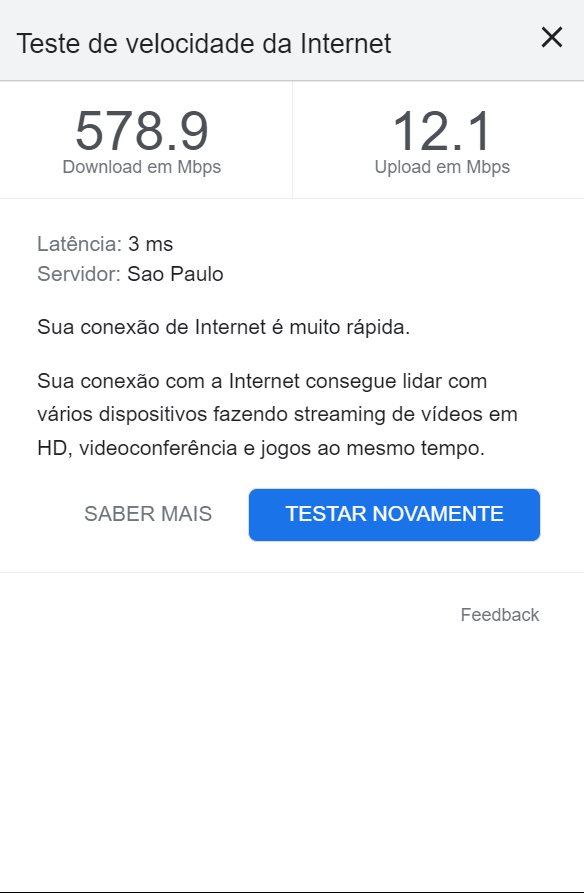 Teste de velocidade da Internet
578.9
Download em Mbps
12.1
Upload em Mbps
Latência: 3 ms
Servidor: Sao Paulo
Sua conexão de Internet é muito rápida.
Sua conexão com a Internet consegue lidar com
vários dispositivos fazendo streaming de vídeos em
HD, videoconferência e jogos ao mesmo tempo.
SABER MAIS
TESTAR NOVAMENTE
Feedback